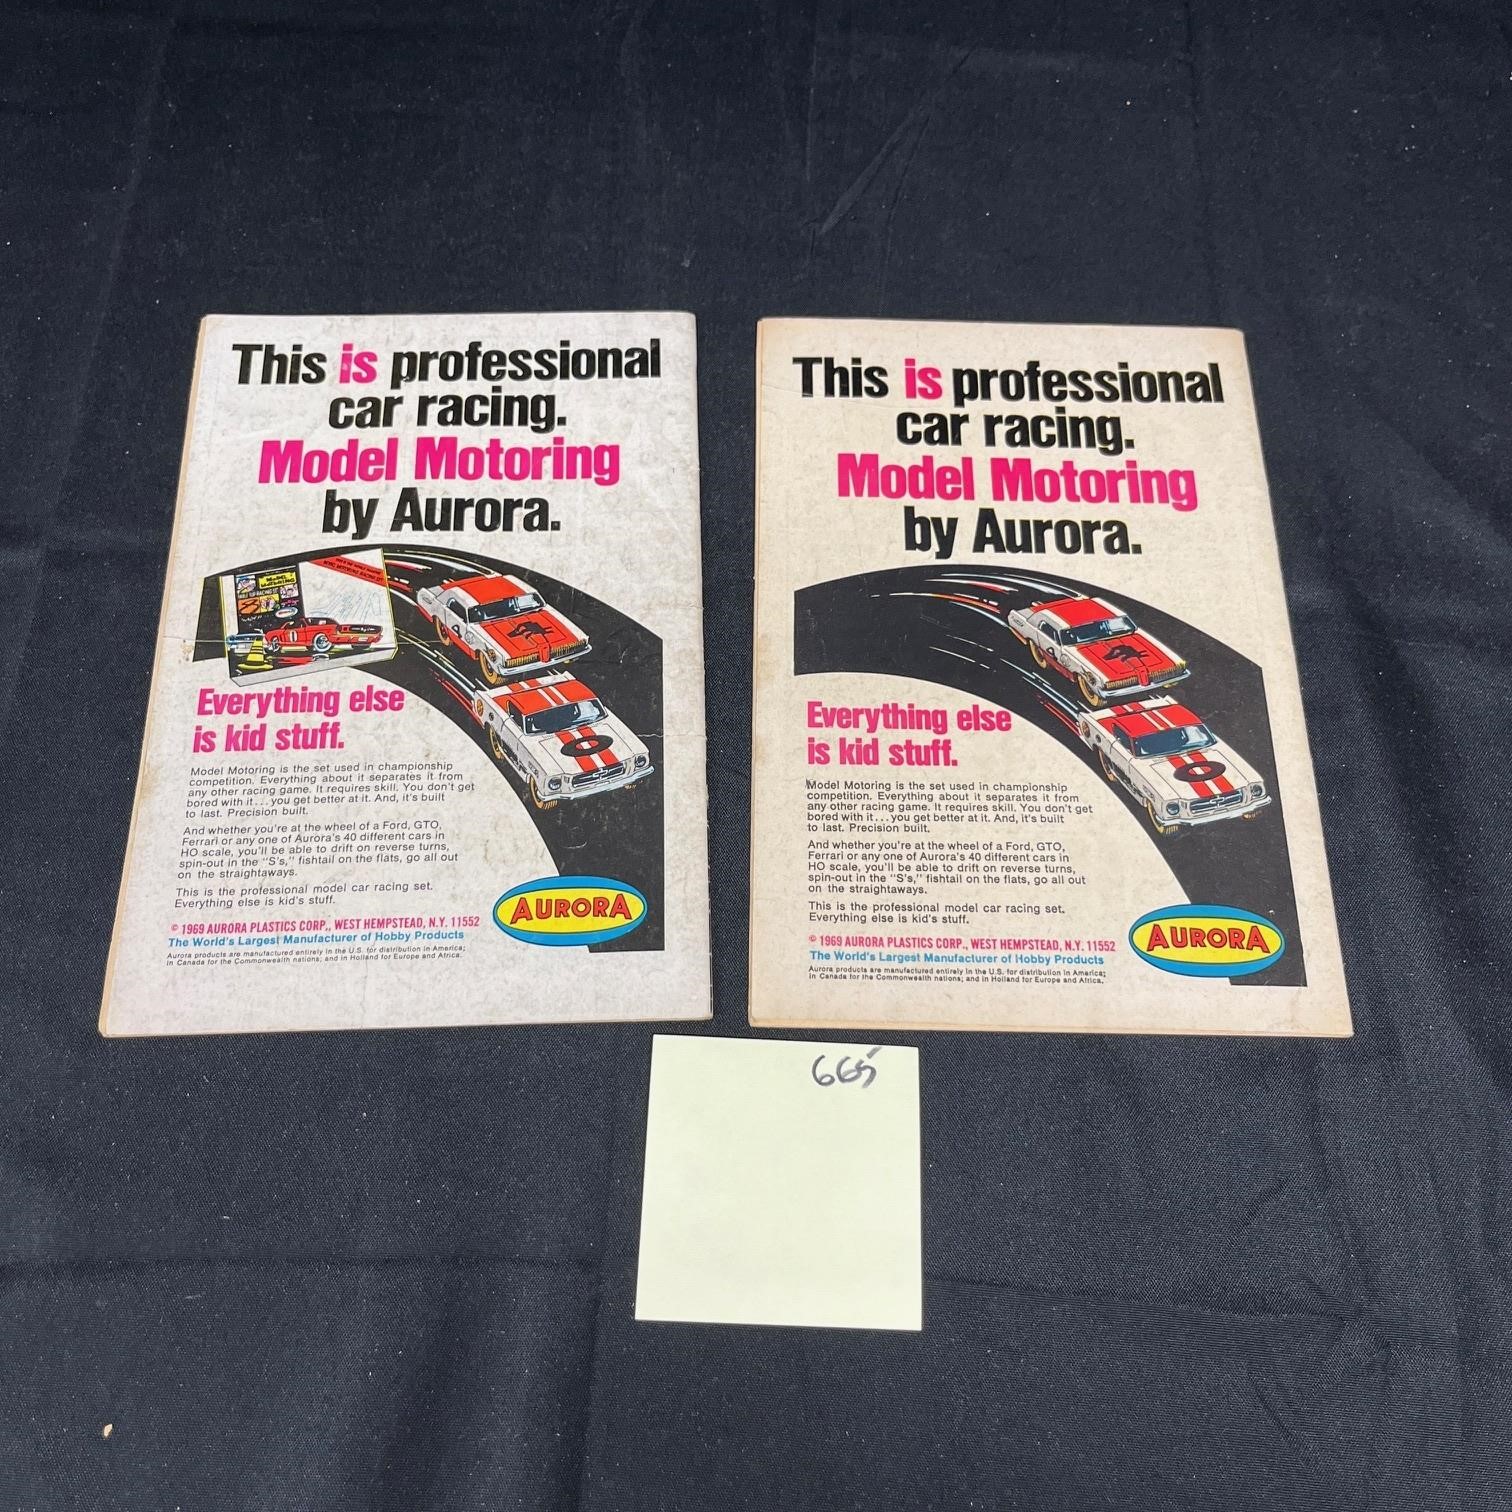 This is professional
car racing.
Model Motoring
by Aurora.
MODEL
MOTORING
Everything else
is kid stuff.
Model Motoring is the set used in championship
competition. Everything about it separates it from
any other racing game. It requires skill. You don't get
bored with it...you get better at it. And, it's built
to last. Precision built.
And whether you're at the wheel of a Ford, GTO,
Ferrari or any one of Aurora's 40 different cars in
HO scale, you'll be able to drift on reverse turns,
spin-out in the "S's," fishtail on the flats, go all out
on the straightaways.
This is the professional model car racing set.
Everything else is kid's stuff.
© 1969 AURORA PLASTICS CORP., WEST HEMPSTEAD, N.Y. 11552
The World's Largest Manufacturer of Hobby Products
Aurora products are manufactured entirely in the U.S. for distribution in America;
in Canada for the Commonwealth nations; and in Holland for Europe and Africa.
AURORA
This is professional
car racing.
Model Motoring
by Aurora.
Everything else
is kid stuff.
Model Motoring is the set used in championship
competition. Everything about it separates it from
any other racing game. It requires skill. You don't get
bored with it...you get better at it. And, it's built
to last. Precision built.
And whether you're at the wheel of a Ford, GTO,
Ferrari or any one of Aurora's 40 different cars in
HO scale, you'll be able to drift on reverse turns,
spin-out in the "S's," fishtail on the flats, go all out
on the straightaways.
This is the professional model car racing set.
Everything else is kid's stuff.
© 1969 AURORA PLASTICS CORP., WEST HEMPSTEAD, N.Y. 11552
The World's Largest Manufacturer of Hobby Products
Aurora products are manufactured entirely in the U.S. for distribution in America;
in Canada for the Commonwealth nations; and in Holland for Europe and Africa.
AURORA
665